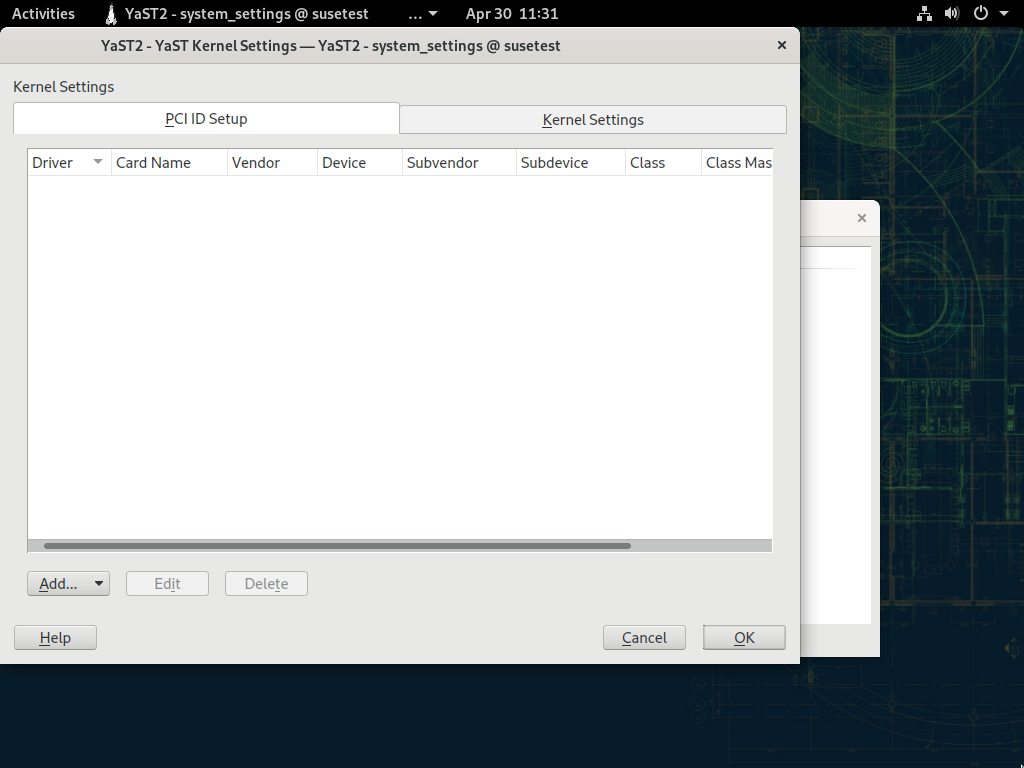 Activities YaST2 - system_settings @ susetest ... Apr 30 11:31
YaST2 - YaST Kernel Settings — YaST2 - system_settings @ susetest
Kernel Settings
PCI ID Setup Kernel Settings
Driver Card Name Vendor Device Subvendor Subdevice Class Class Mas
Add... Edit Delete
Help Cancel OK